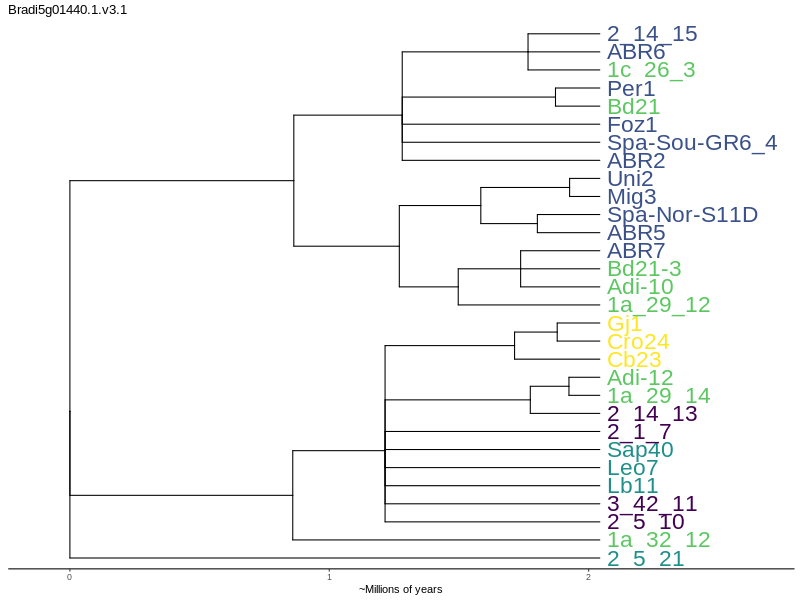 Bradi5g01440.1.v3.1
2_14_15
ABR6
1c_26_3
Per1
Bd21
Foz1
Spa-Sou-GR6_4
ABR2
Uni2
Mig3
Spa-Nor-S11D
ABR5
ABR7
Bd21-3
Adi-10
1a_29_12
Gj1
Cro24
Cb23
Adi-12
1a_29_14
2_14_13
2_1_7
Sap40
Leo7
Lb11
3_42_11
2_5_10
1a_32_12
2_5_21
0 1 2
~Millions of years